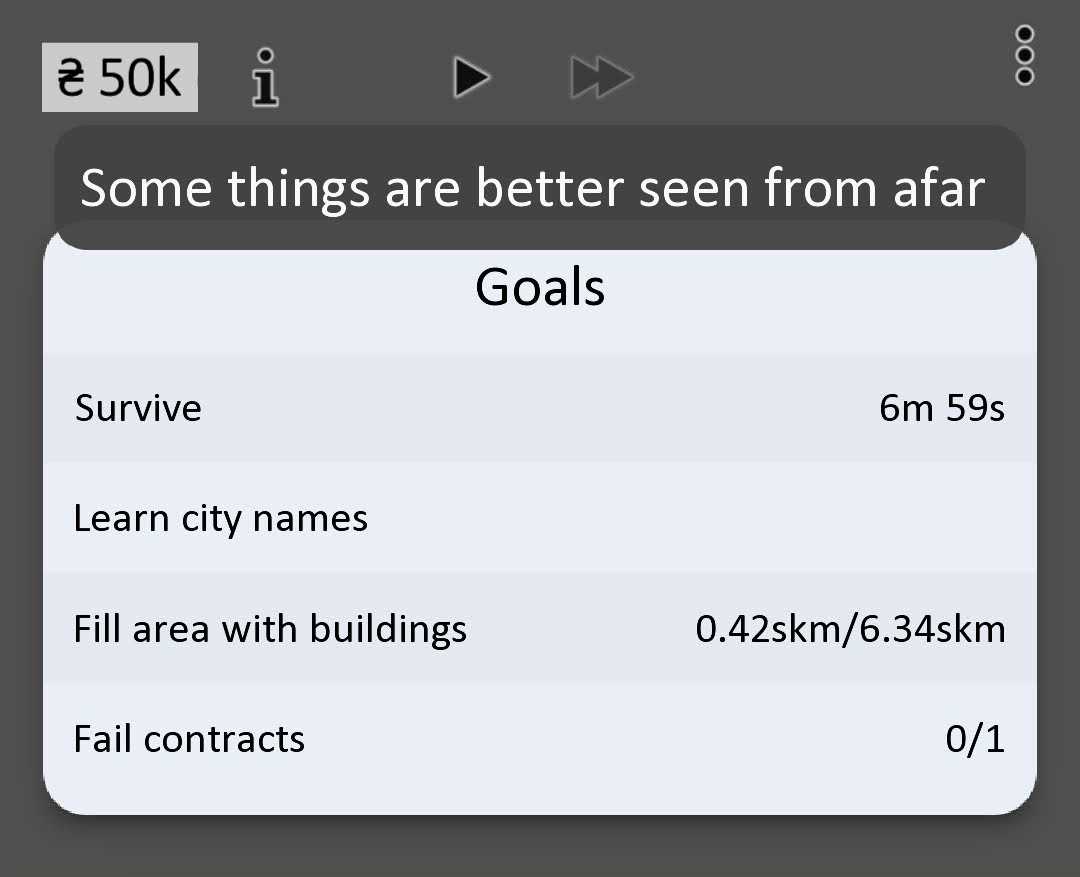 ₴ 50k
Some things are better seen from afar
Goals
Survive 6m 59s
Learn city names
Fill area with buildings 0.42skm/6.34skm
Fail contracts 0/1